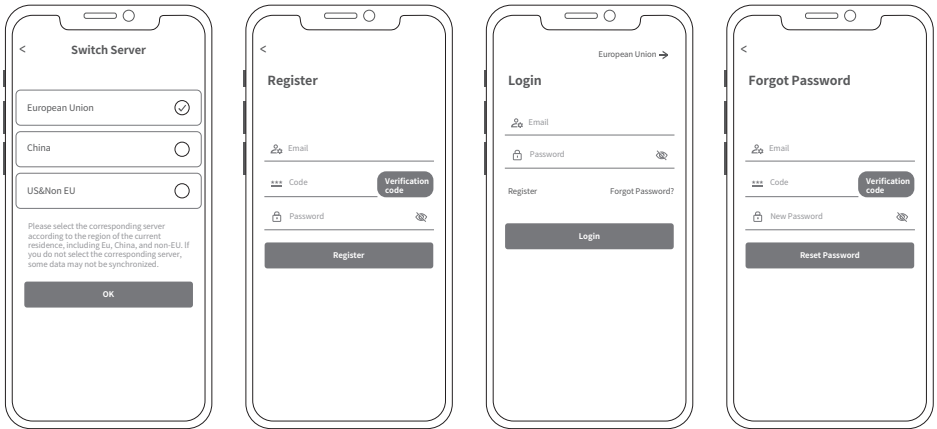 <
Switch Server
European Union
China
US&Non EU
Please select the corresponding server
according to the region of the current
residence, including Eu, China, and non-EU. If
you do not select the corresponding server,
some data may not be synchronized.
OK
<
Register
Email
*** Code
Verification
code
Password
Register
European Union →
Login
Email
Password
Register
Forgot Password?
Login
<
Forgot Password
Email
*** Code
Verification
code
New Password
Reset Password